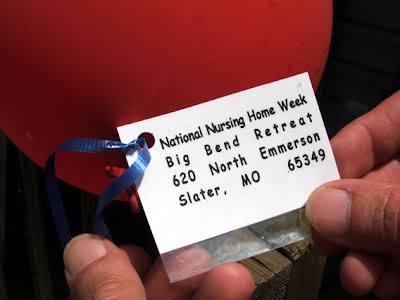 National Nursing Home Week
Big Bend Retreat
620 North Emmerson
Slater, MO 65349